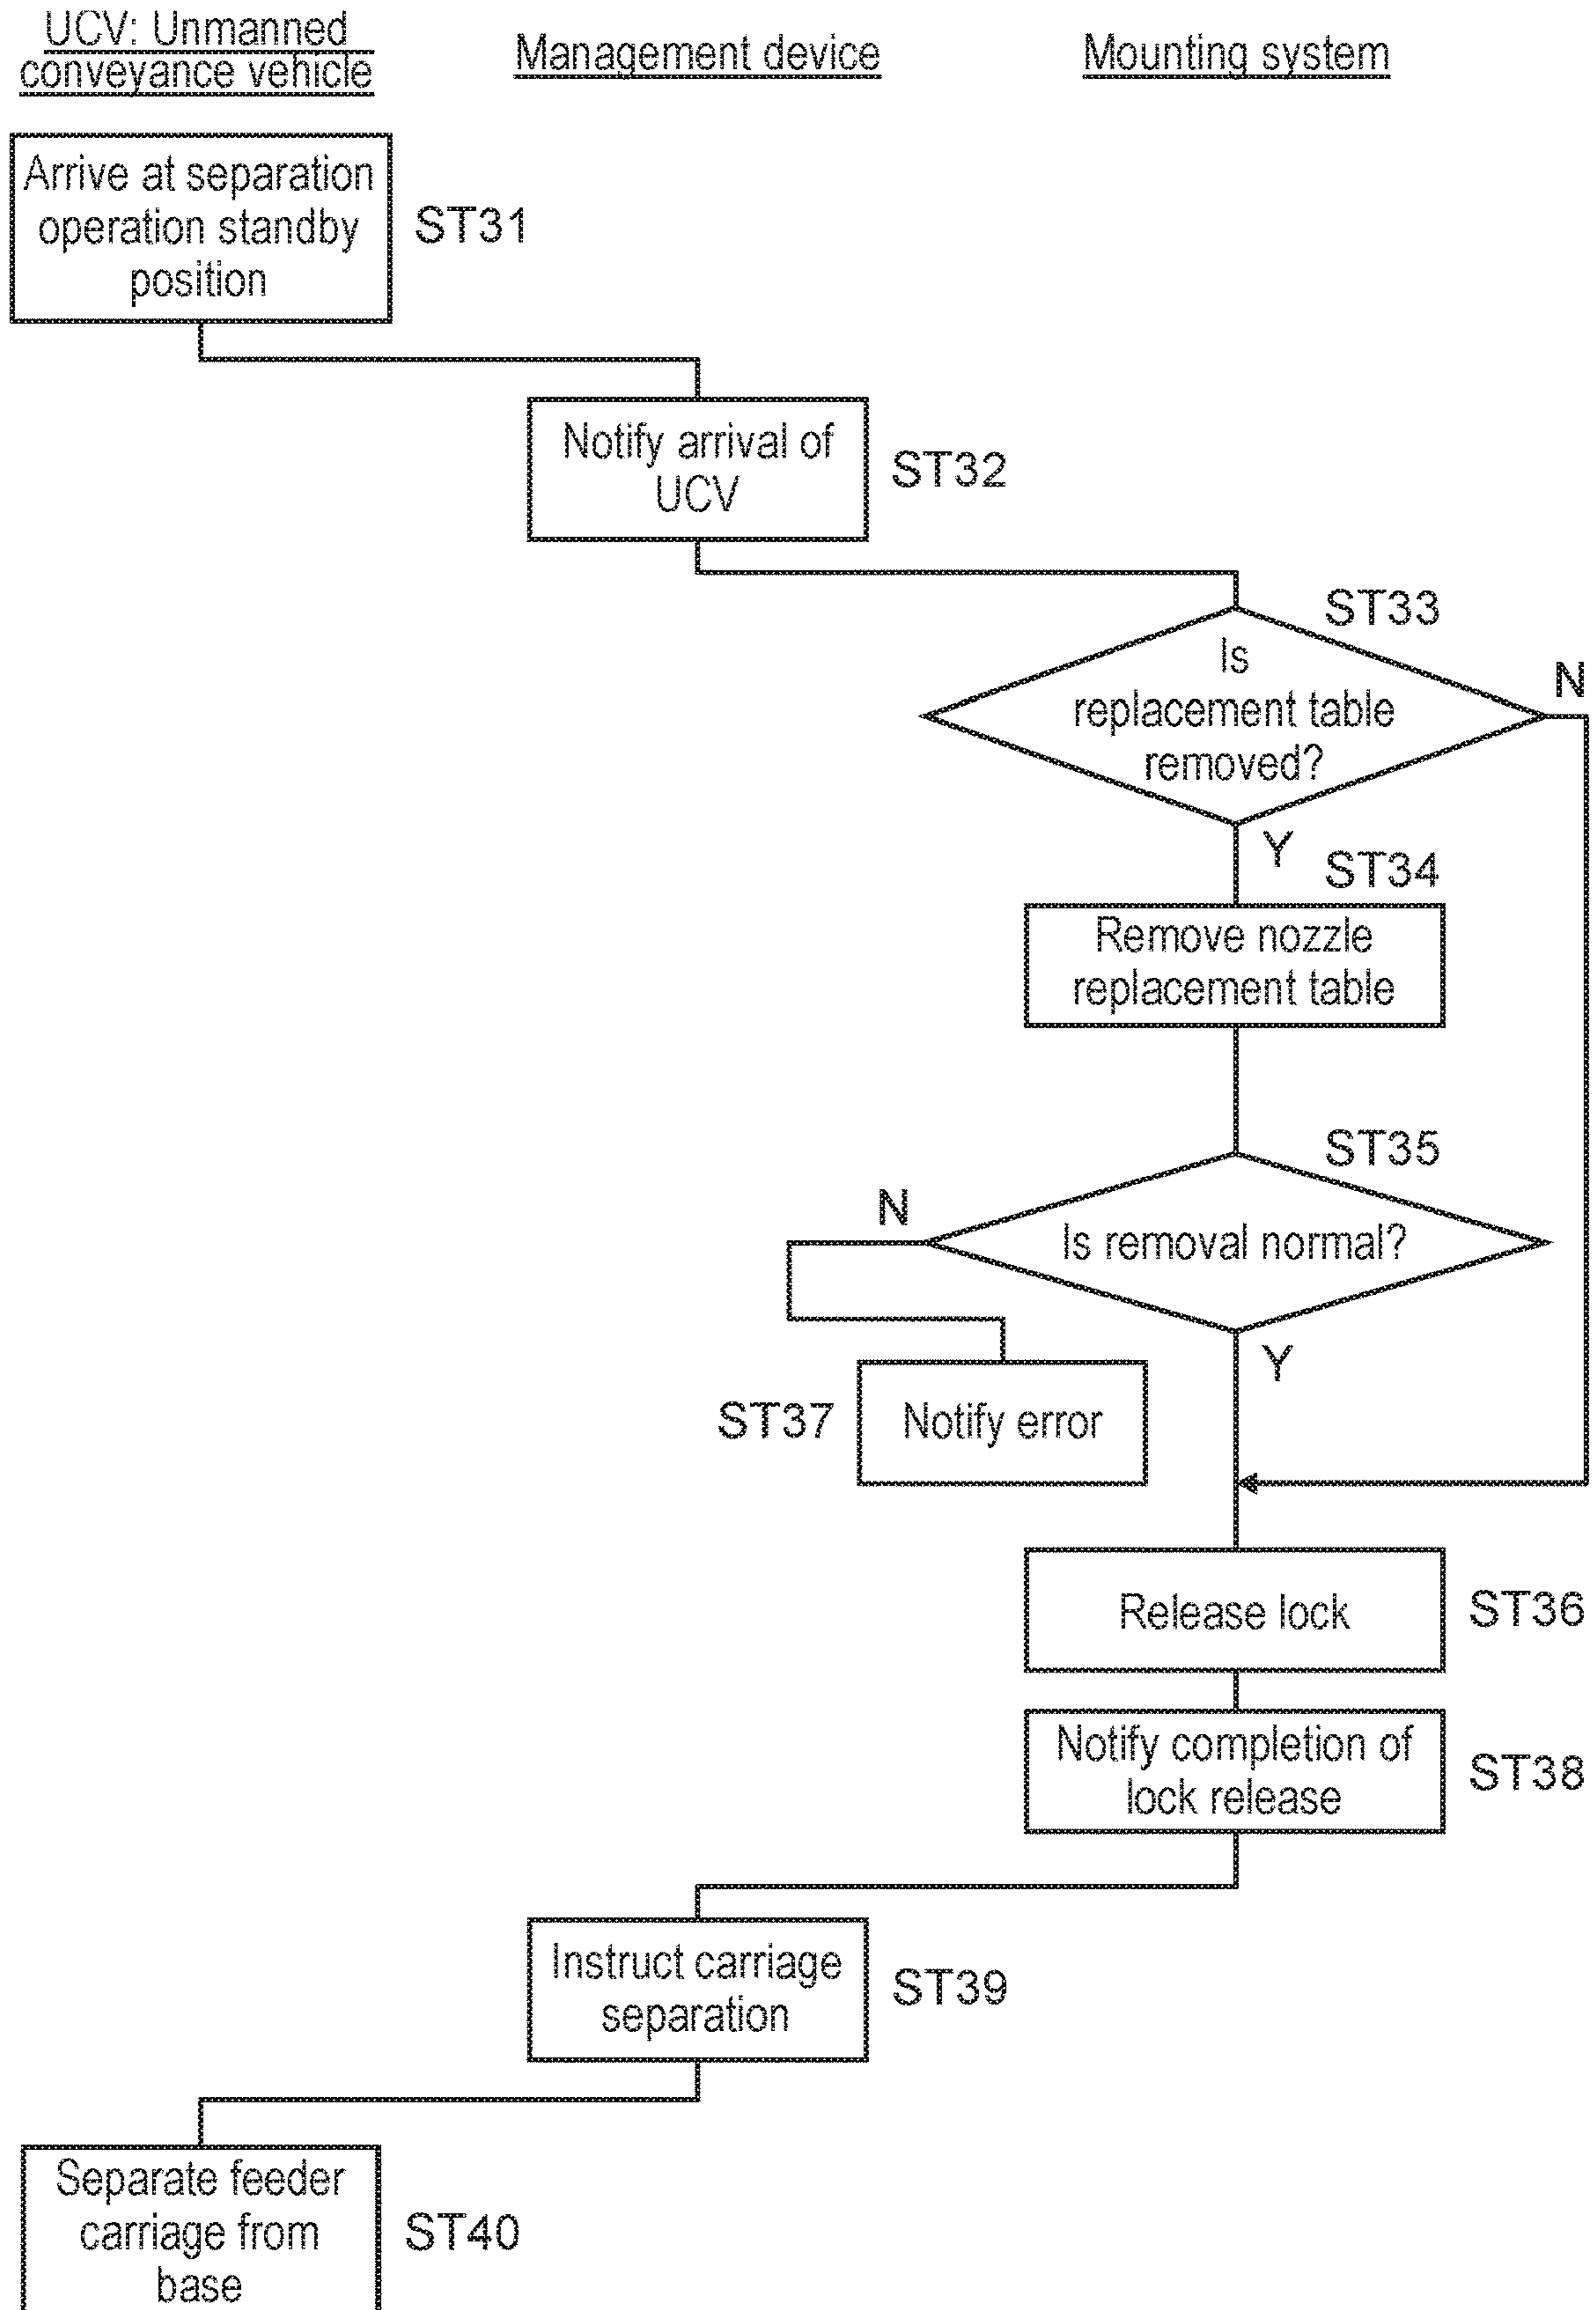 UCV: Unmanned
conveyance vehicle
Management device
Mounting system
Arrive at separation
operation standby
position
ST31
Notify arrival of
UCV
ST32
ST33
Is
replacement table
removed?
N
Y
ST34
Remove nozzle
replacement table
ST35
N
Is removal normal?
Y
ST37
Notify error
Release lock
ST36
Notify completion of
lock release
ST38
Instruct carriage
separation
ST39
Separate feeder
carriage from
base
ST40